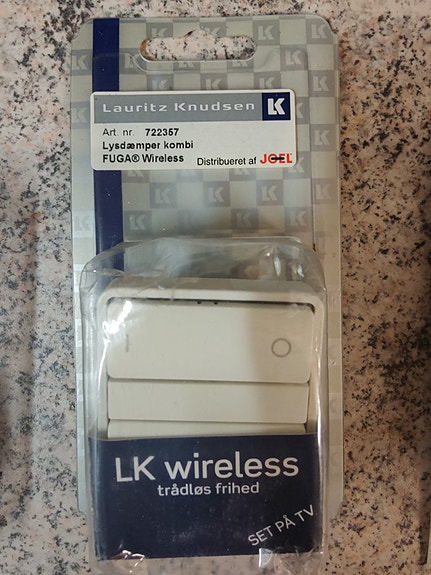 Lauritz Knudsen LK
Art. nr 722357
Lysdæmper kombi
FUGA® Wireless Distribueret af JOEL
LK wireless
trådløs frihed
SET PÅ TV